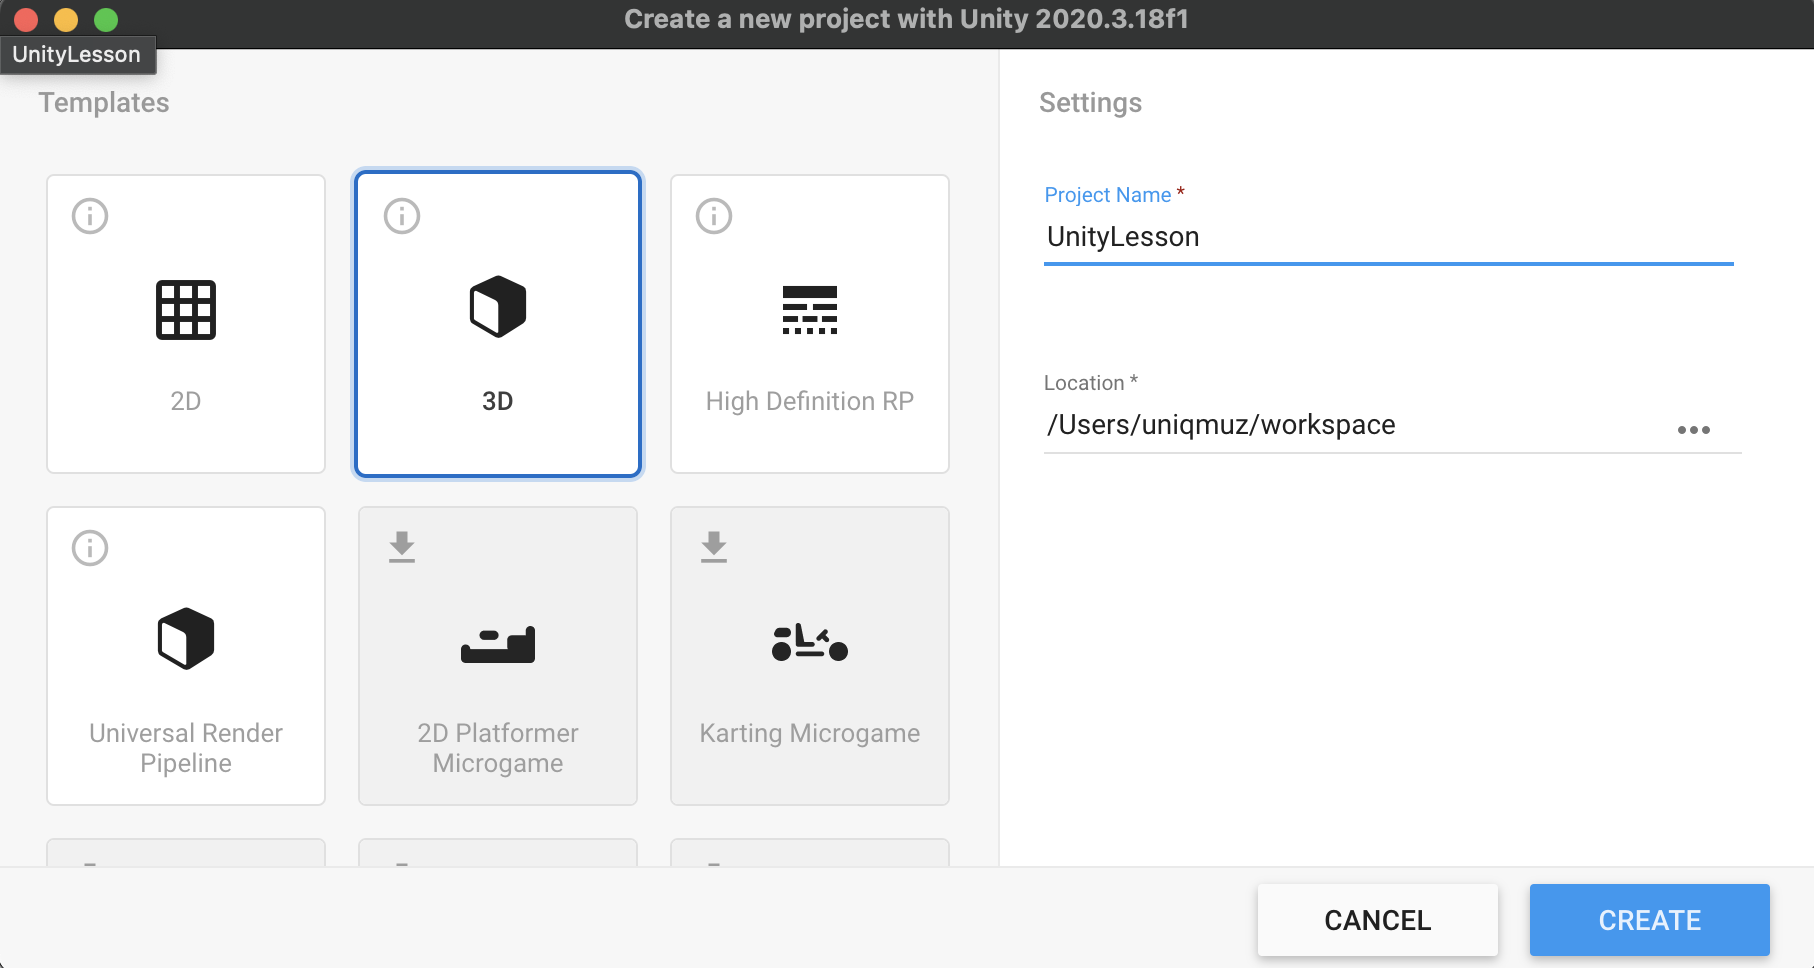 Create a new project with Unity 2020.3.18f1
UnityLesson
Templates
2D
3D
High Definition RP
Universal Render
Pipeline
2D Platformer
Microgame
Karting Microgame
Settings
Project Name *
UnityLesson
Location *
/Users/uniqmuz/workspace
CANCEL
CREATE